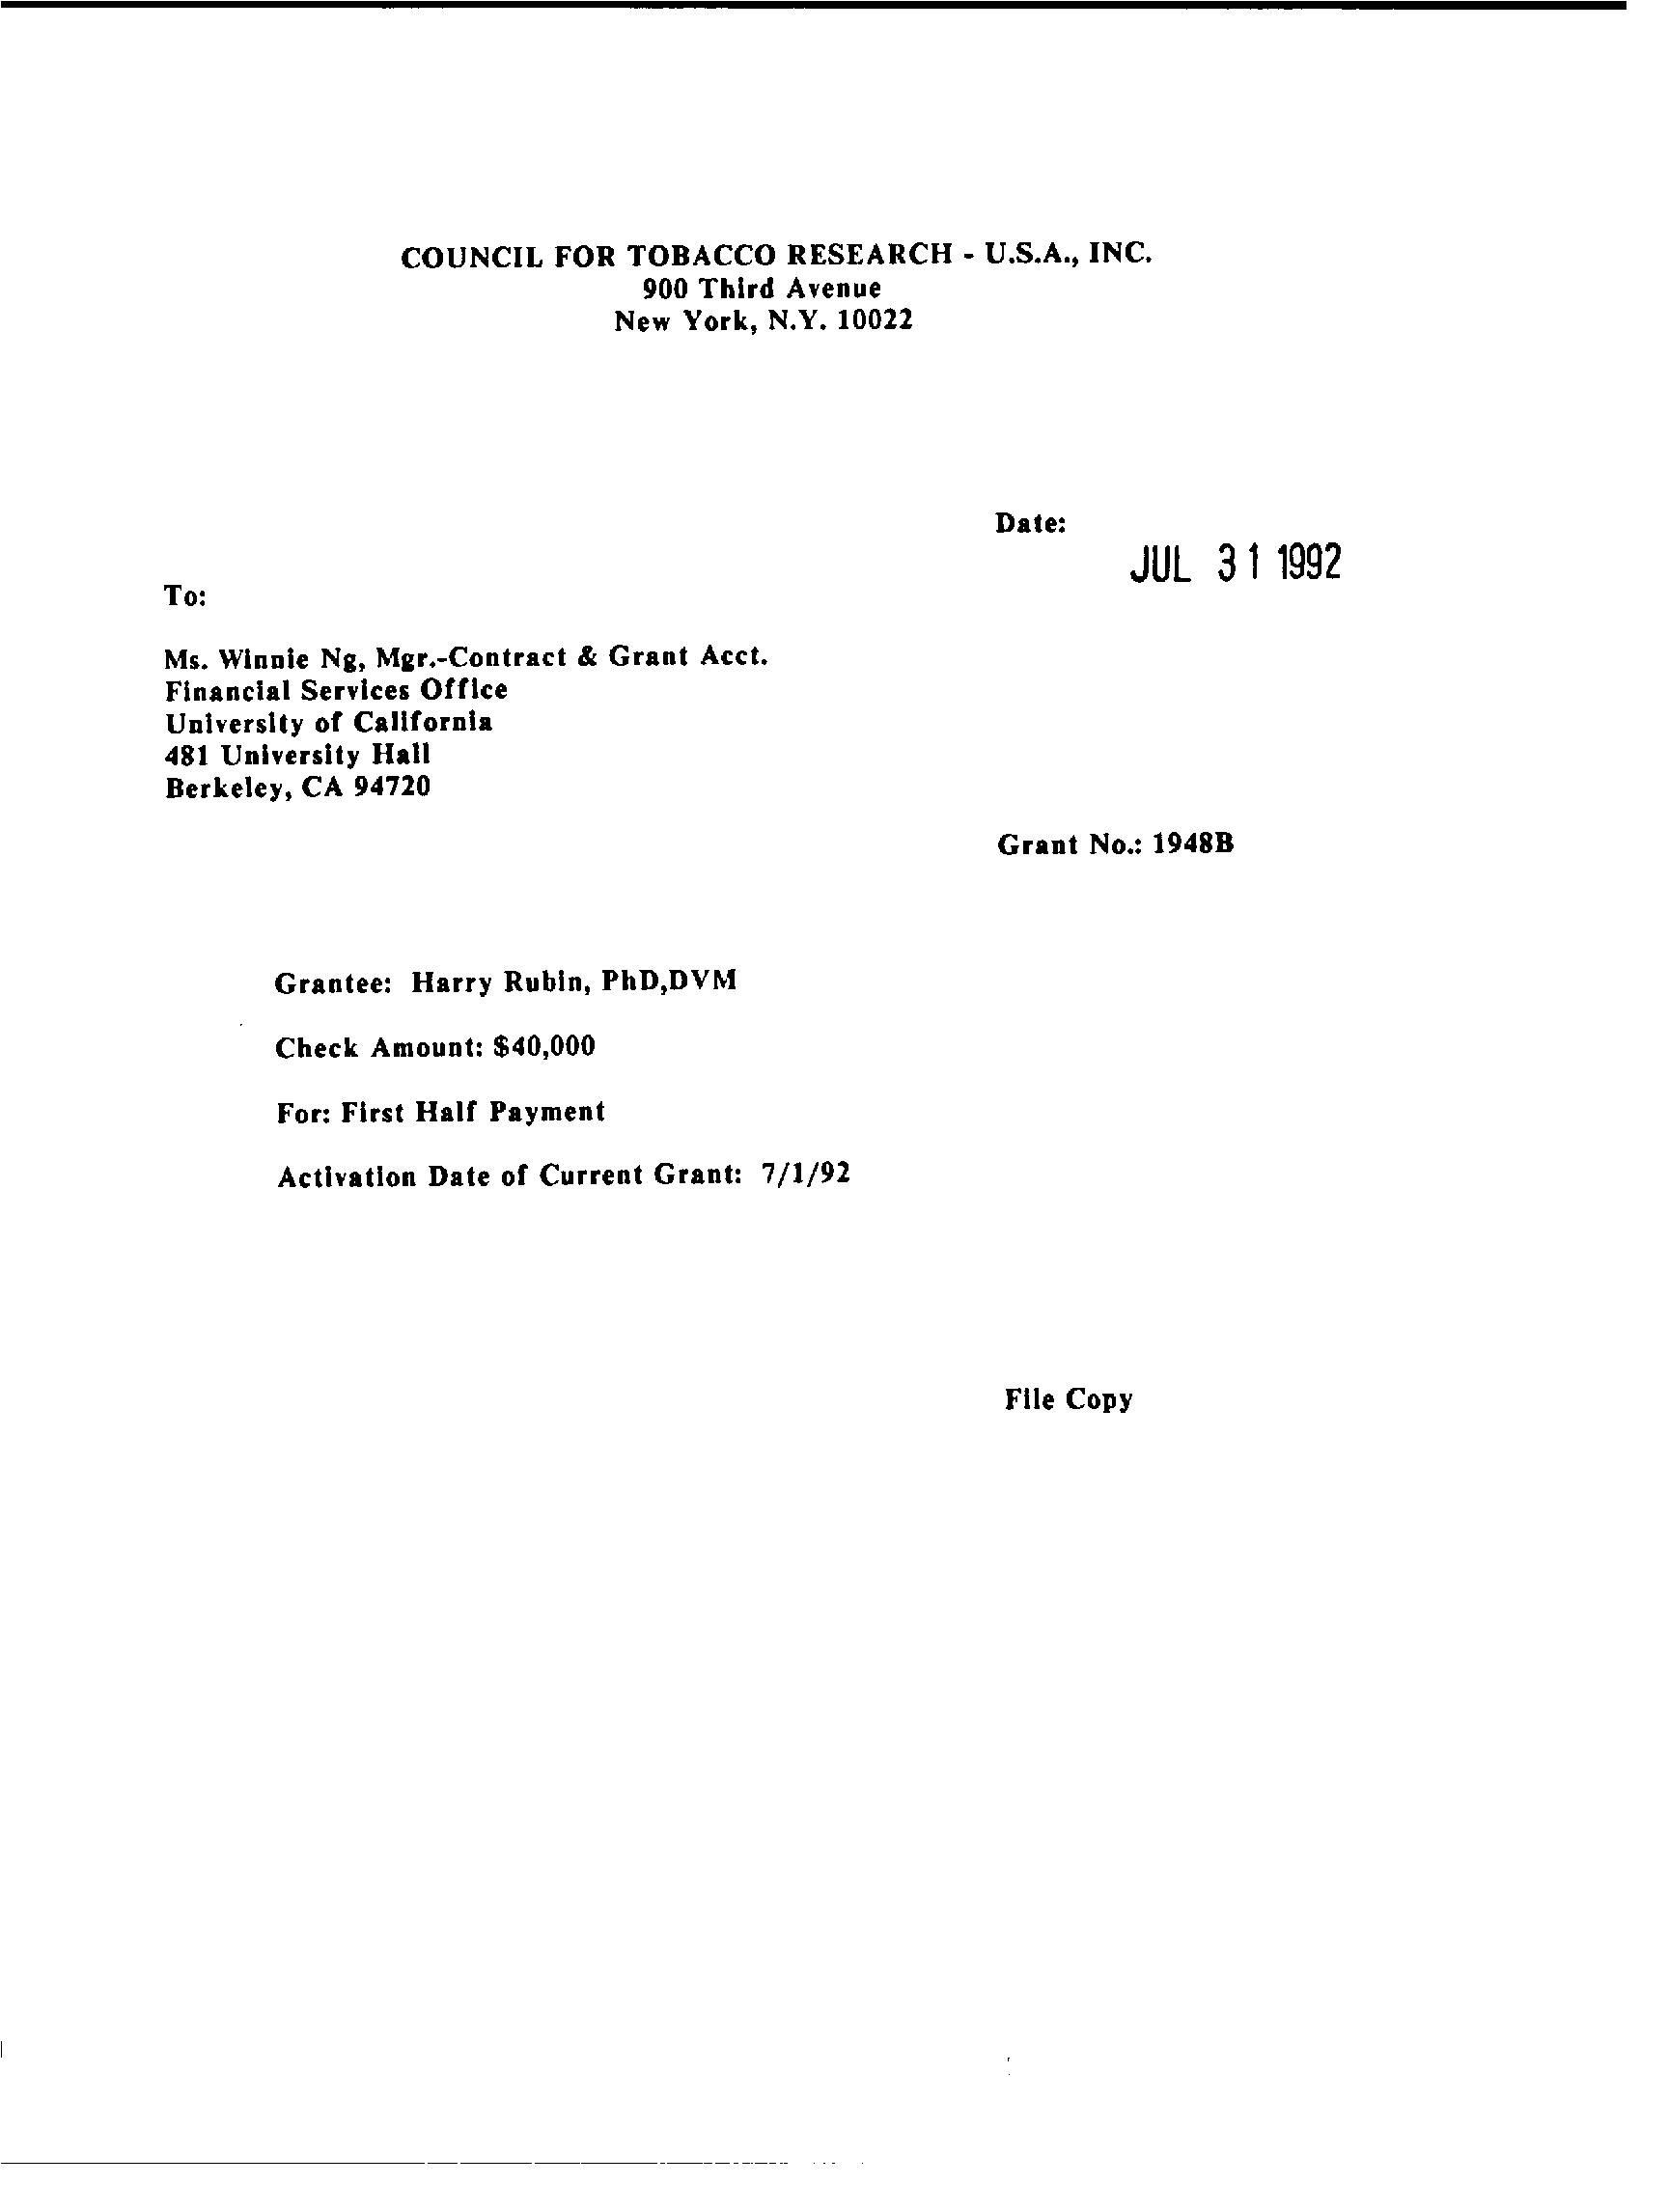 COUNCIL FOR TOBACCO RESEARCH - U.S.A., INC.
900 Third Avenue
New York, N.Y. 10022
Date:
JUL 31 1992
To:
Ms. Winnie Ng, Mgr.-Contract & Grant Acct.
Financial Services Office
University of California
481 University Hall
Berkeley, CA 94720
Grant No.: 1948B
Grantee: Harry Rubin, PhD,DVM
Check Amount: $40,000
For: First Half Payment
Activation Date of Current Grant: 7/1/92
File Copy